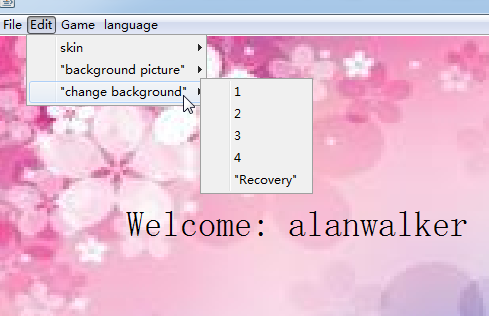 File Edit Game language
skin
"background picture"
"change background"
1
2
3
4
"Recovery"
Welcome: alanwalker